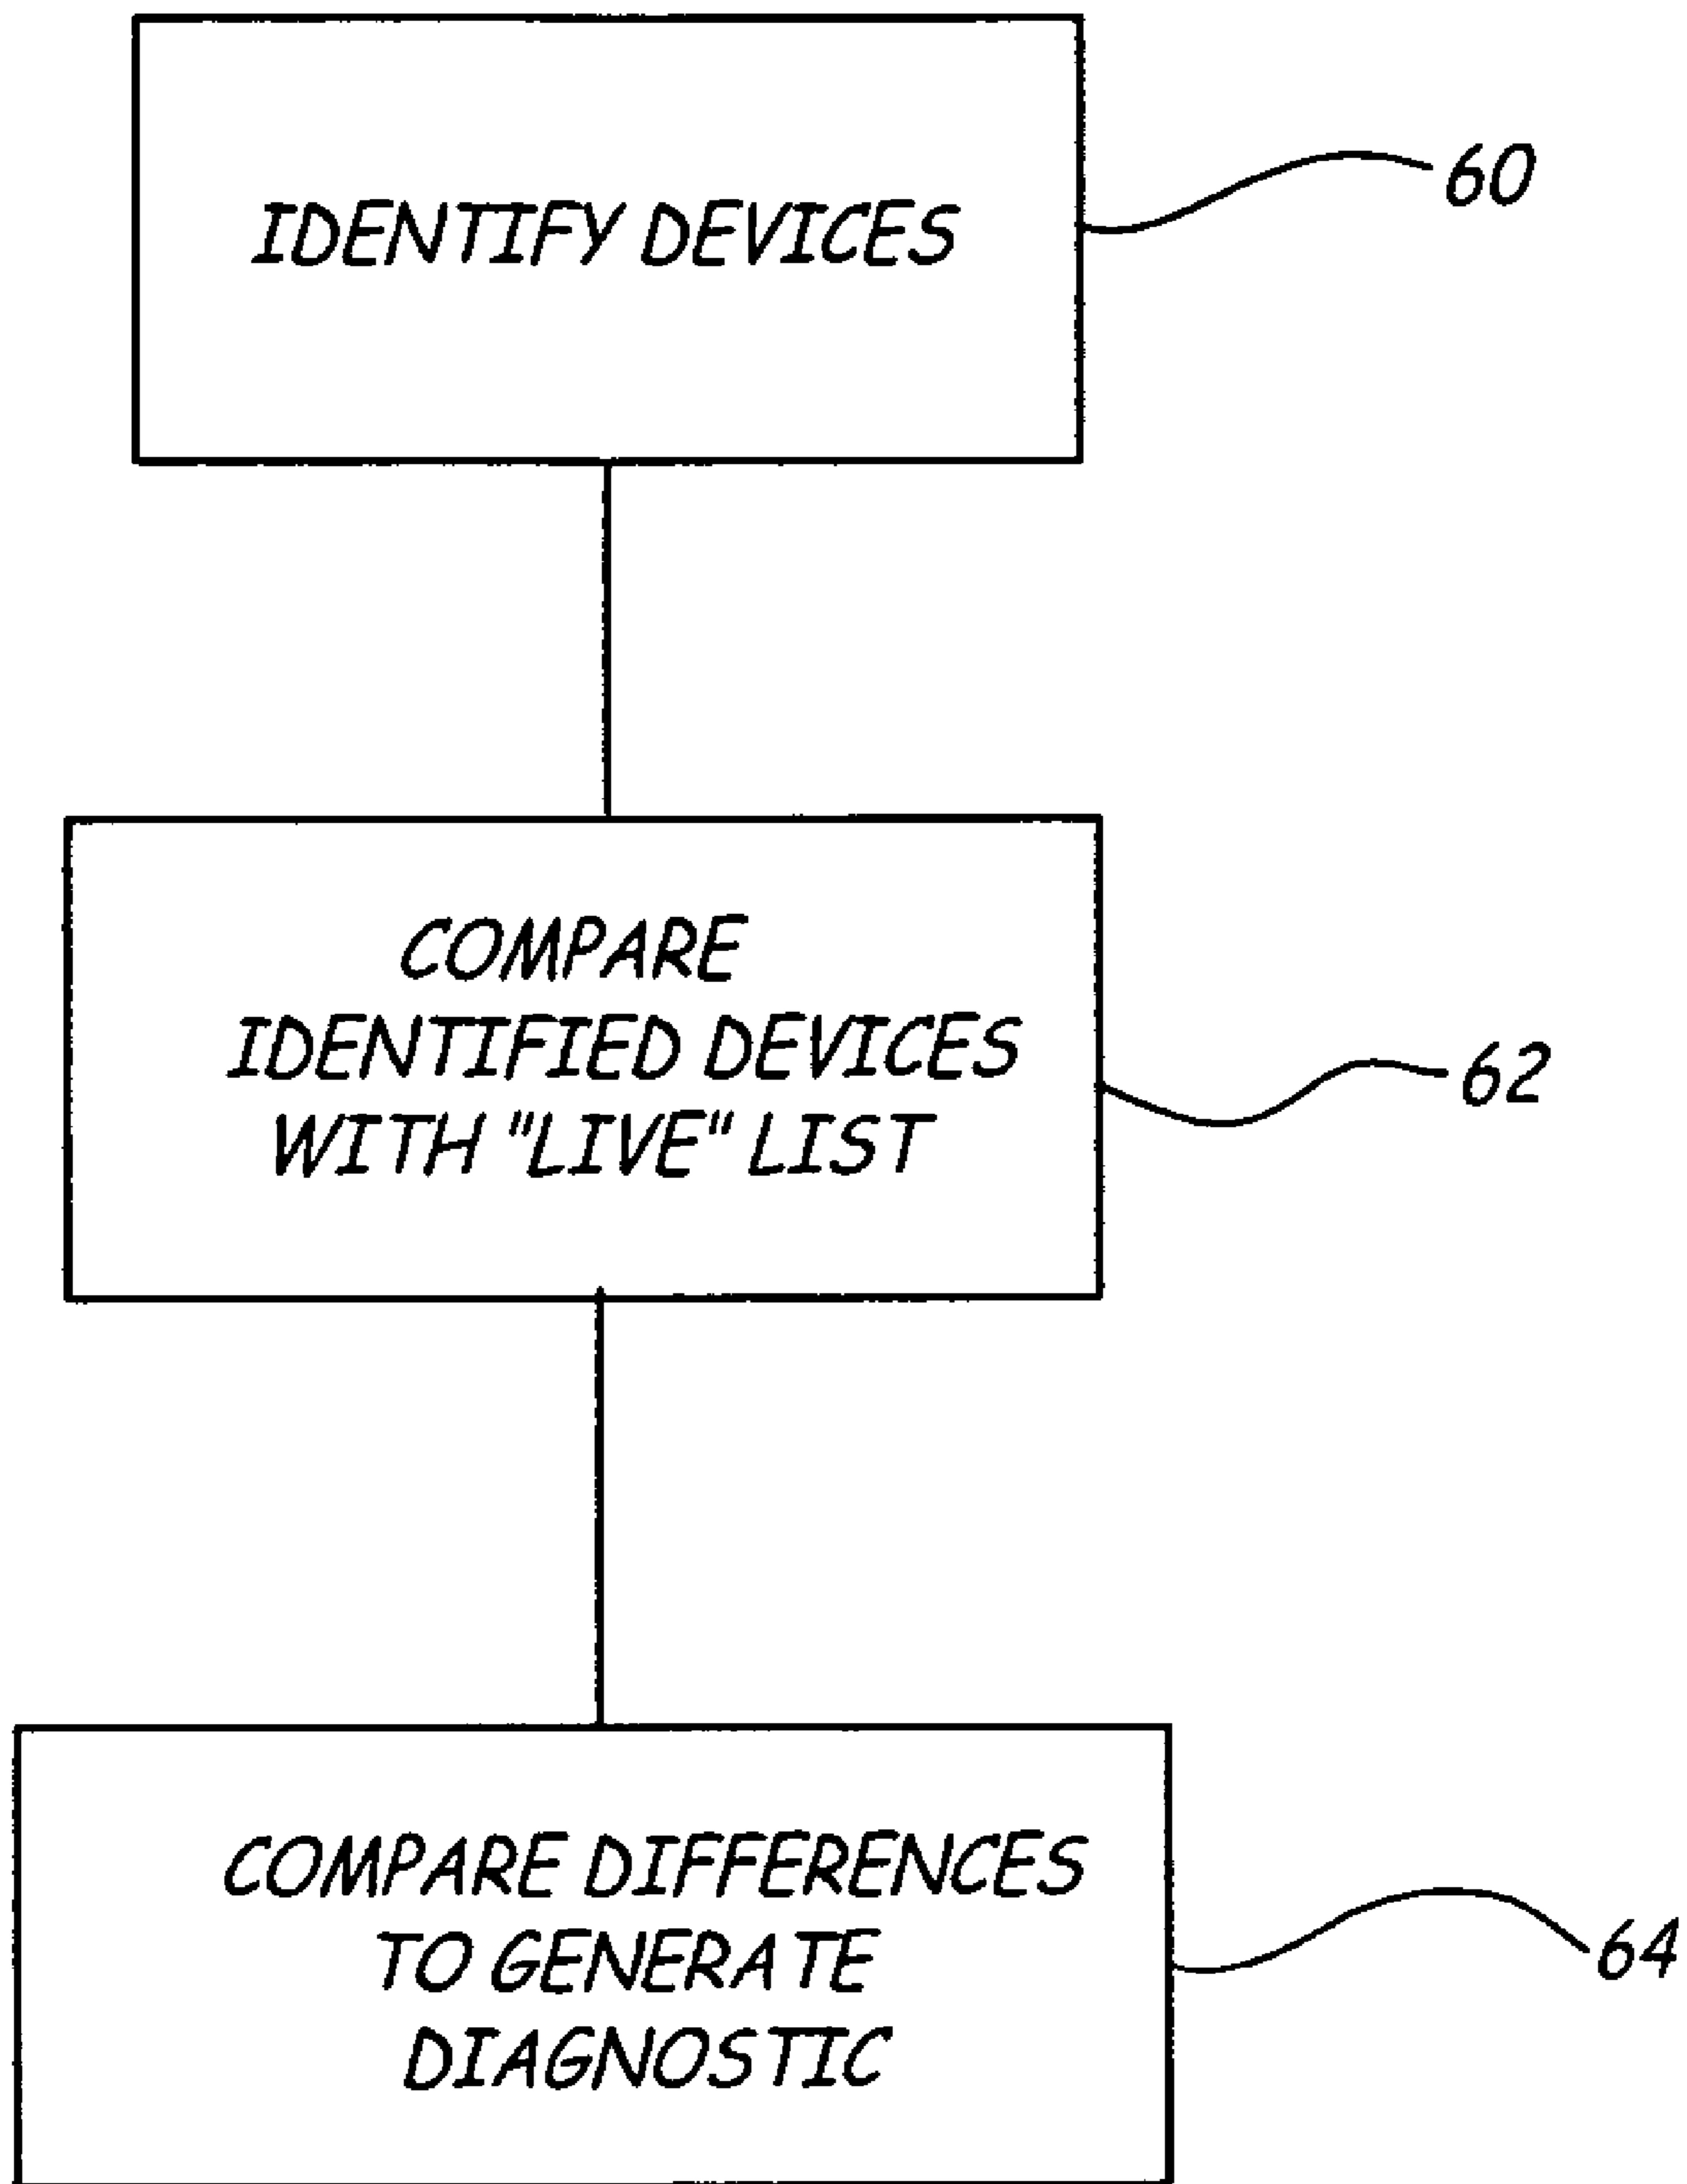 IDENTIFY DEVICES
60
COMPARE
IDENTIFIED DEVICES
WITH "LIVE" LIST
62
COMPARE DIFFERENCES
TO GENERATE
DIAGNOSTIC
64